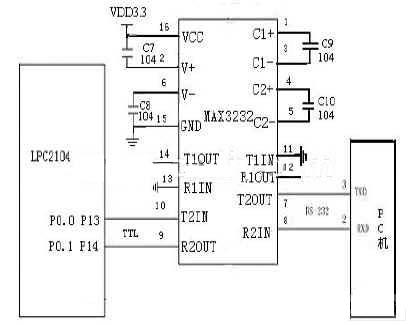 VDD3.3
16 VCC C1+ 1
C7
104
2 V+ C1- 3
C9
104
6 V- C2+ 4
C8
104
MAX3232
C10
104
15 GND C2- 5
LPC2104
14 T1OUT T1IN 11
13 R1IN R1OUT 12
P0.0 P13 10 T2IN T2OUT 7
RS 232
3 TXD
P0.1 P14 TTL 9 R2OUT R2IN 8
2 RXD
P
C
机